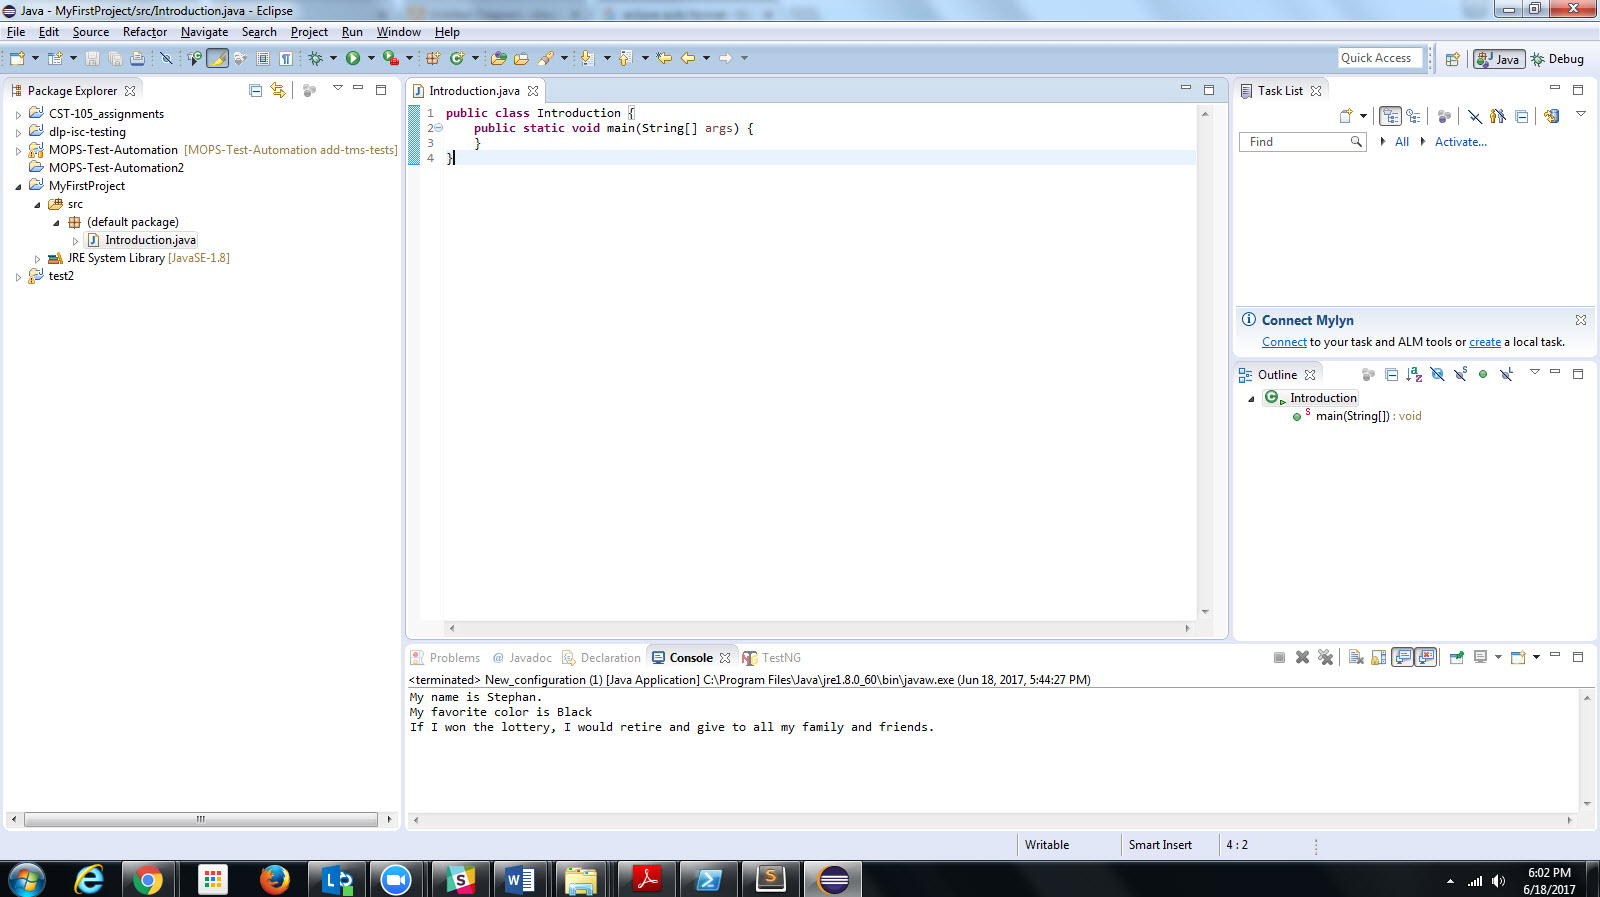 Java - MyFirstProject/src/Introduction.java - Eclipse
File Edit Source Refactor Navigate Search Project Run Window Help
Quick Access
Java
Debug
Package Explorer
CST-105_assignments
dlp-isc-testing
MOPS-Test-Automation [MOPS-Test-Automation add-tms-tests]
MOPS-Test-Automation2
MyFirstProject
src
(default package)
Introduction.java
JRE System Library [JavaSE-1.8]
test2
Introduction.java
1 public class Introduction {
2 public static void main(String[] args) {
3 }
4 }
Task List
Find
All
Activate...
Connect Mylyn
Connect to your task and ALM tools or create a local task.
Outline
Introduction
main(String[]) : void
Problems @ Javadoc Declaration Console TestNG
<terminated> New_configuration (1) [Java Application] C:\Program Files\Java\jre1.8.0_60\bin\javaw.exe (Jun 18, 2017, 5:44:27 PM)
My name is Stephan.
My favorite color is Black
If I won the lottery, I would retire and give to all my family and friends.
Writable
Smart Insert
4 : 2
6:02 PM
6/18/2017